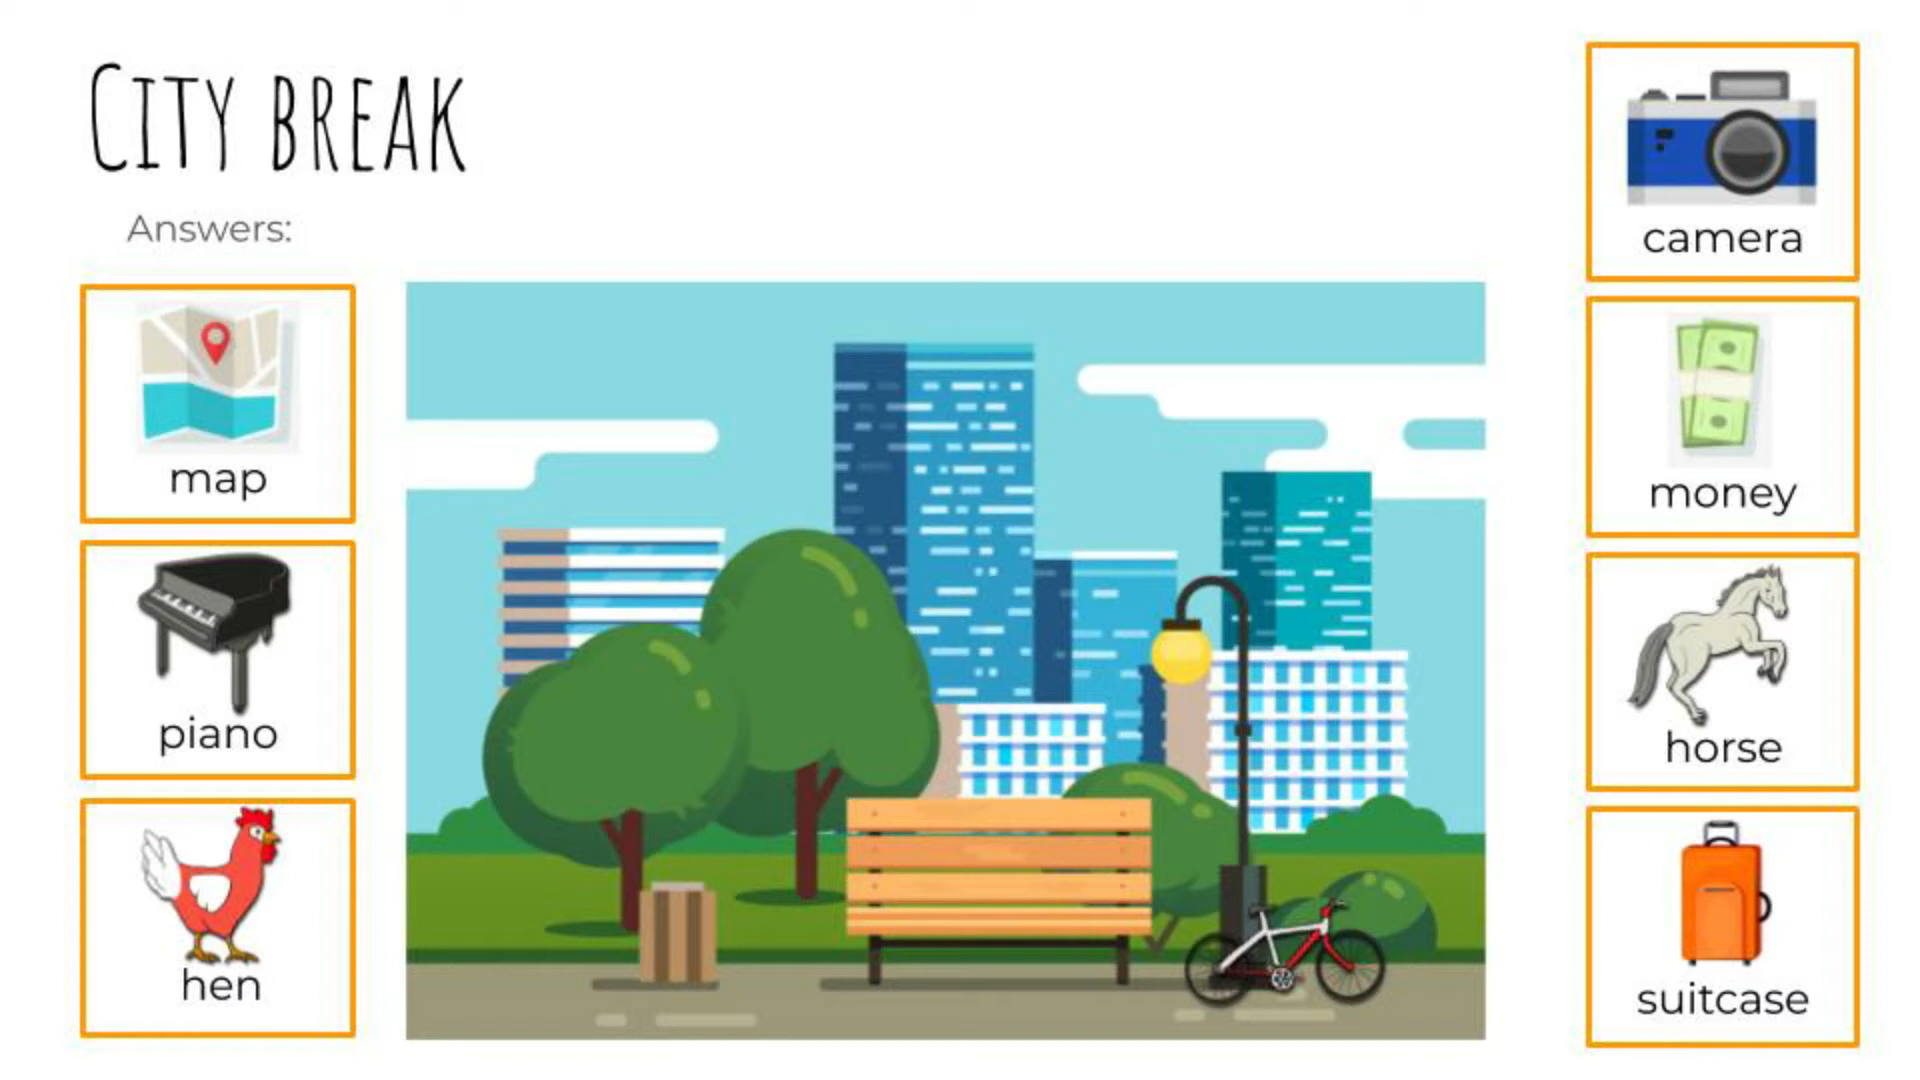 City break
Answers:
map
piano
hen
camera
money
horse
suitcase